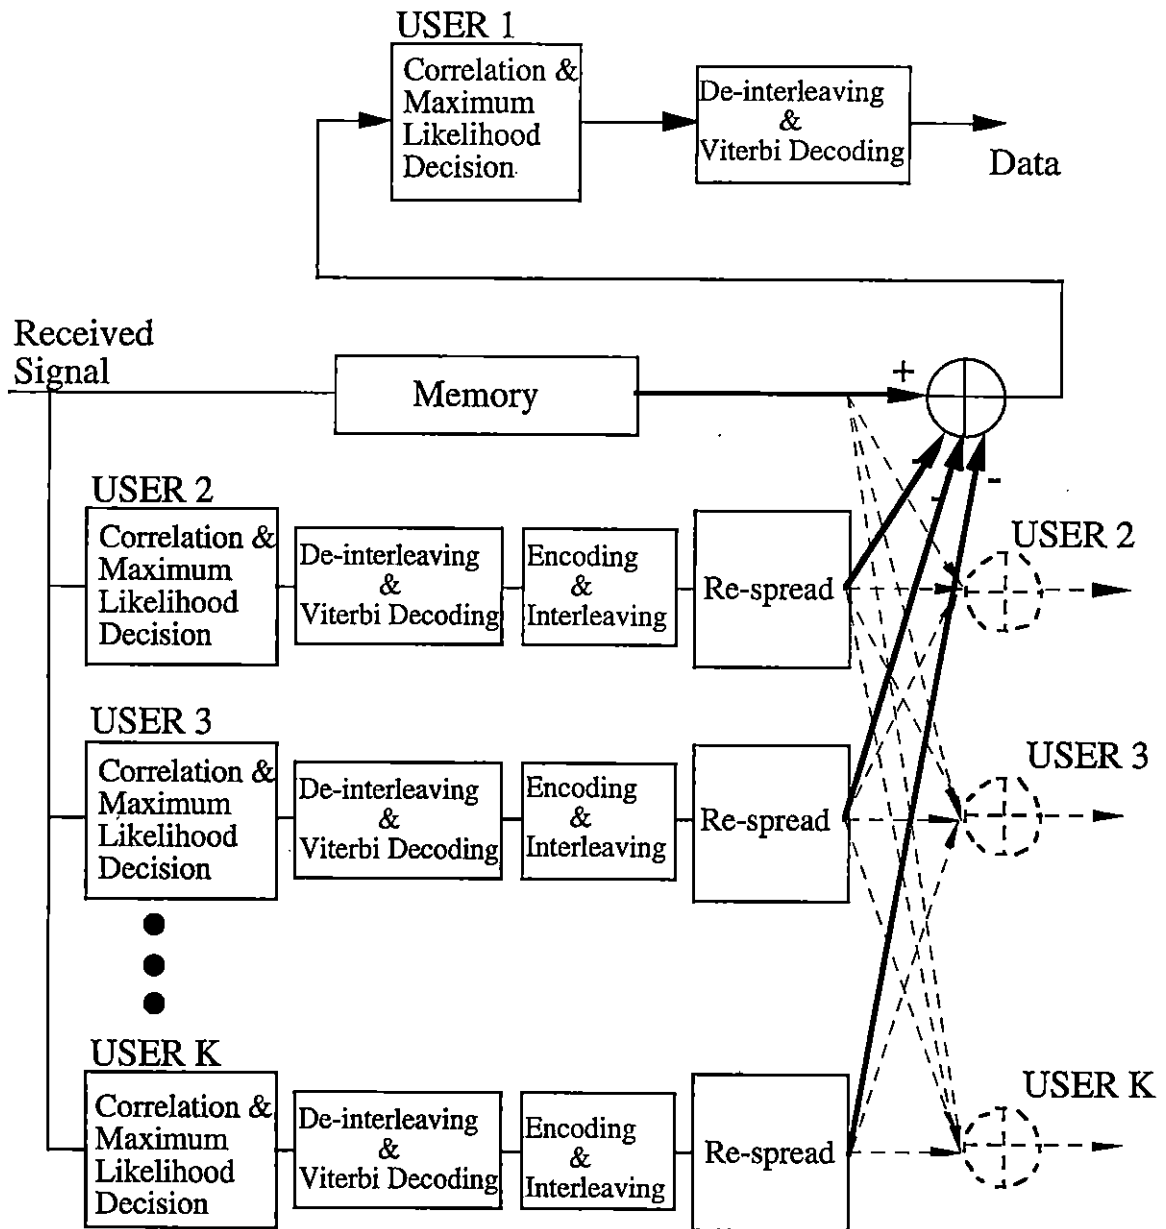 USER 1
Correlation &
Maximum
Likelihood
Decision
De-interleaving
&
Viterbi Decoding
Data
Received
Signal
Memory
+
-
-
-
USER 2
Correlation &
Maximum
Likelihood
Decision
De-interleaving
&
Viterbi Decoding
Encoding
&
Interleaving
Re-spread
USER 2
USER 3
Correlation &
Maximum
Likelihood
Decision
De-interleaving
&
Viterbi Decoding
Encoding
&
Interleaving
Re-spread
USER 3
USER K
Correlation &
Maximum
Likelihood
Decision
De-interleaving
&
Viterbi Decoding
Encoding
&
Interleaving
Re-spread
USER K